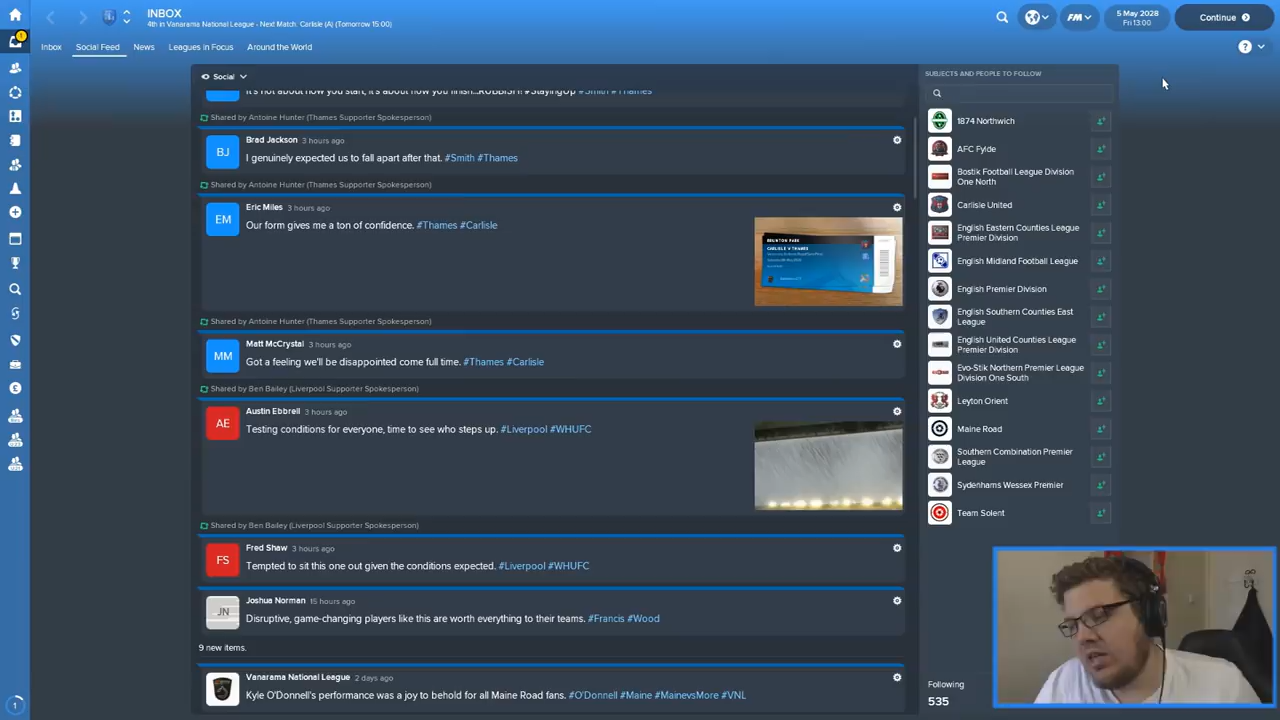 INBOX
4th in Vanarama National League - Next Match: Carlisle (A) (Tomorrow 15:00)
FM
5 May 2028
Fri 13:00
Continue
1
Inbox
Social Feed
News
Leagues in Focus
Around the World
?
Social
It's not about how you start, it's about how you finish...RUBBISH! #StayingUp #Smith #Thames
Shared by Antoine Hunter (Thames Supporter Spokesperson)
BJ
Brad Jackson 3 hours ago
I genuinely expected us to fall apart after that. #Smith #Thames
Shared by Antoine Hunter (Thames Supporter Spokesperson)
EM
Eric Miles 3 hours ago
Our form gives me a ton of confidence. #Thames #Carlisle
BRUNTON PARK
CARLISLE V THAMES
Shared by Antoine Hunter (Thames Supporter Spokesperson)
MM
Matt McCrystal 3 hours ago
Got a feeling we'll be disappointed come full time. #Thames #Carlisle
Shared by Ben Bailey (Liverpool Supporter Spokesperson)
AE
Austin Ebbrell 3 hours ago
Testing conditions for everyone, time to see who steps up. #Liverpool #WHUFC
Shared by Ben Bailey (Liverpool Supporter Spokesperson)
FS
Fred Shaw 3 hours ago
Tempted to sit this one out given the conditions expected. #Liverpool #WHUFC
JN
Joshua Norman 15 hours ago
Disruptive, game-changing players like this are worth everything to their teams. #Francis #Wood
9 new items.
Vanarama National League 2 days ago
Kyle O'Donnell's performance was a joy to behold for all Maine Road fans. #O'Donnell #Maine #MainevsMore #VNL
SUBJECTS AND PEOPLE TO FOLLOW
1874 Northwich
AFC Fylde
Bostik Football League Division
One North
Carlisle United
English Eastern Counties League
Premier Division
English Midland Football League
English Premier Division
English Southern Counties East
League
English United Counties League
Premier Division
Evo-Stik Northern Premier League
Division One South
Leyton Orient
Maine Road
Southern Combination Premier
League
Sydenhams Wessex Premier
Team Solent
Following
535
1